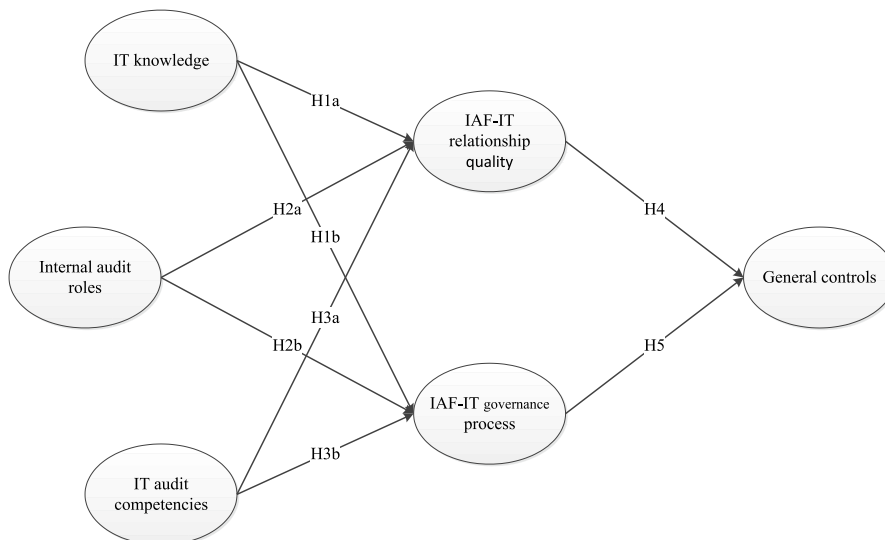 IT knowledge
H1a
IAF-IT
relationship
quality
H2a
H4
H1b
Internal audit
roles
General controls
H3a
H2b
H5
IAF-IT governance
process
H3b
IT audit
competencies